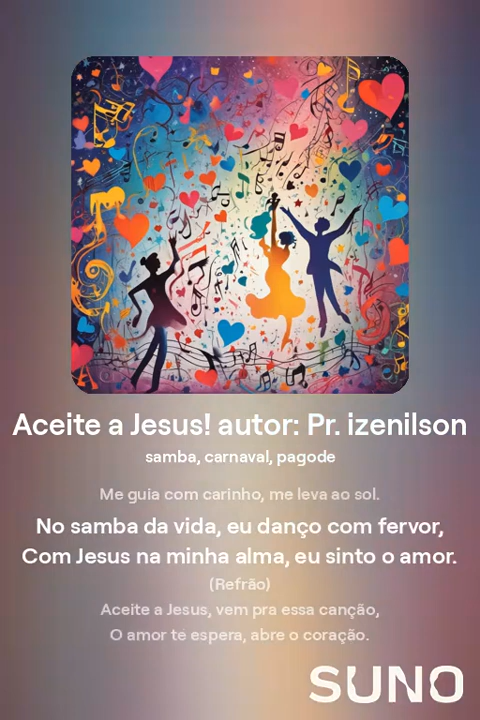 Aceite a Jesus! autor: Pr. izenilson
samba, carnaval, pagode
Me guia com carinho, me leva ao sol.
No samba da vida, eu danço com fervor,
Com Jesus na minha alma, eu sinto o amor.
(Refrão)
Aceite a Jesus, vem pra essa canção,
O amor te espera, abre o coração.
SUNO